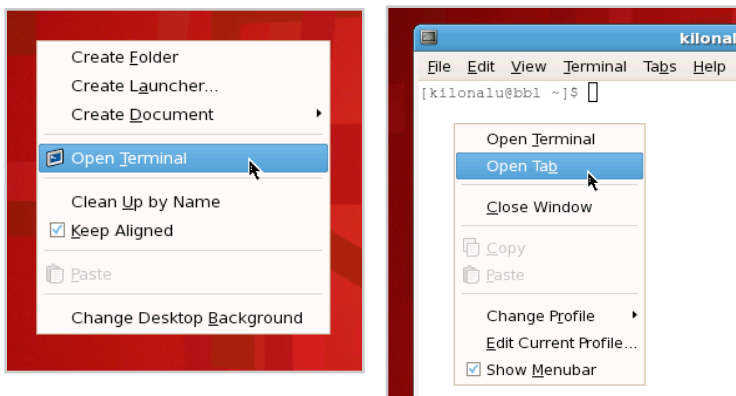 Create Folder
Create Launcher...
Create Document
Open Terminal
Clean Up by Name
Keep Aligned
Paste
Change Desktop Background
kilonal
File Edit View Terminal Tabs Help
[kilonalu@bbl ~]$
Open Terminal
Open Tab
Close Window
Copy
Paste
Change Profile
Edit Current Profile...
Show Menubar